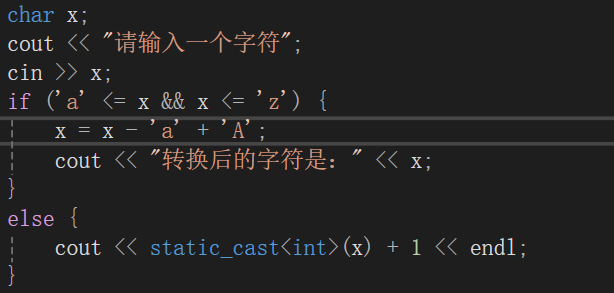 char x;
cout << "请输入一个字符";
cin >> x;
if ('a' <= x && x <= 'z') {
x = x - 'a' + 'A';
cout << "转换后的字符是：" << x;
}
else {
cout << static_cast<int>(x) + 1 << endl;
}